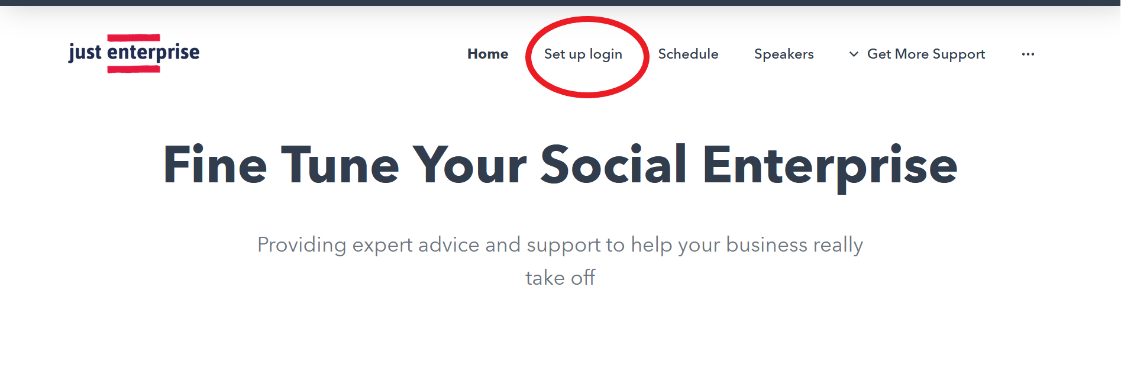 just enterprise
Home Set up login Schedule Speakers Get More Support ...
Fine Tune Your Social Enterprise
Providing expert advice and support to help your business really
take off